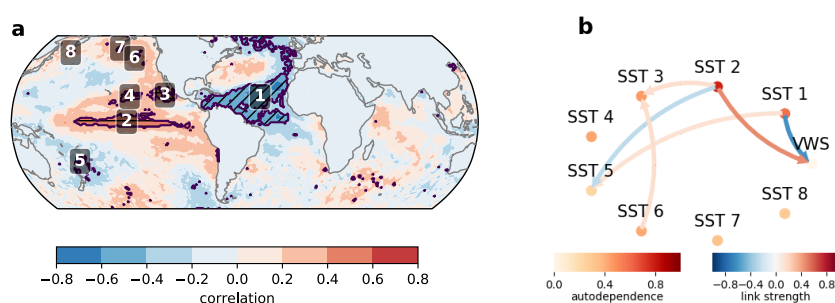 a
8
7
6
4
3
1
2
5
−0.8 −0.6 −0.4 −0.2 0.0 0.2 0.4 0.6 0.8
correlation
b
SST 2
SST 3
SST 1
SST 4
VWS
SST 5
SST 8
SST 6
SST 7
0.0 0.4 0.8
autodependence
−0.8 −0.4 0.0 0.4 0.8
link strength